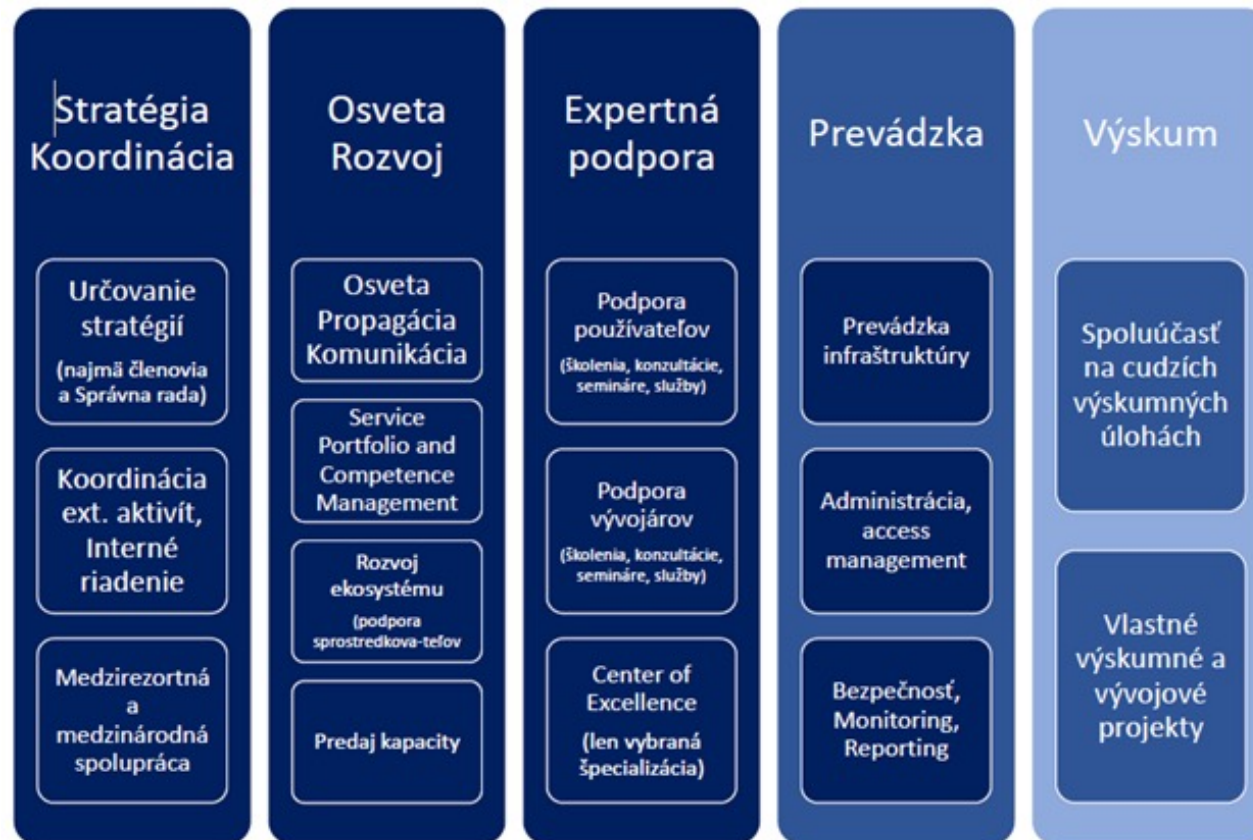 Stratégia
Koordinácia
Určovanie
stratégií
(najmä členovia
a Správna rada)
Koordinácia
ext. aktivít,
Interné
riadenie
Medzirezortná
a
medzinárodná
spolupráca
Osveta
Rozvoj
Osveta
Propagácia
Komunikácia
Service
Portfolio and
Competence
Management
Rozvoj
ekosystému
(podpora
sprostredkova-teľov
Predaj kapacity
Expertná
podpora
Podpora
používateľov
(školenia, konzultácie,
semináre, služby)
Podpora
vývojárov
(školenia, konzultácie,
semináre, služby)
Center of
Excellence
(len vybraná
špecializácia)
Prevádzka
Prevádzka
infraštruktúry
Administrácia,
access
management
Bezpečnosť,
Monitoring,
Reporting
Výskum
Spoluúčasť
na cudzích
výskumných
úlohách
Vlastné
výskumné a
vývojové
projekty